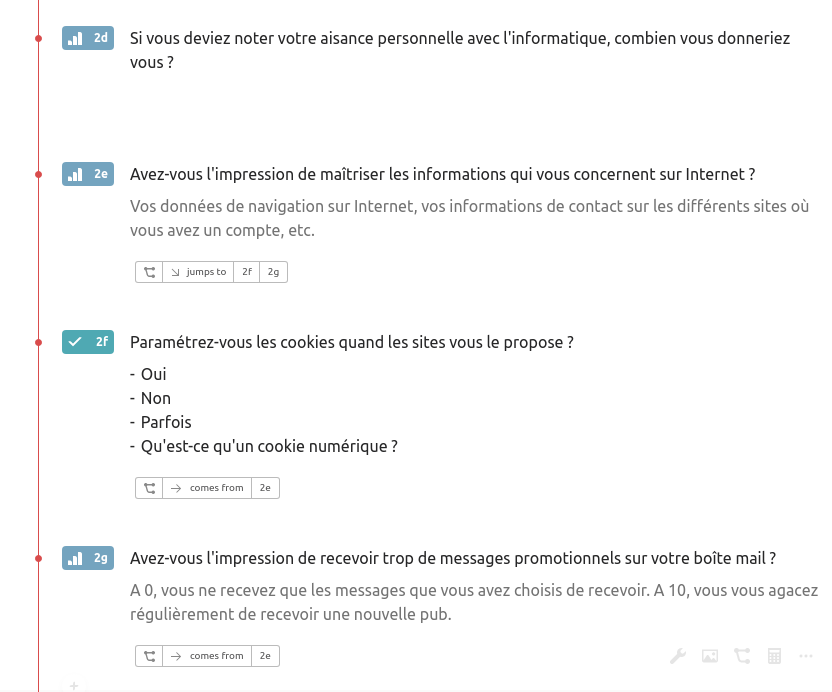 2d Si vous deviez noter votre aisance personnelle avec l'informatique, combien vous donneriez
vous ?
2e Avez-vous l'impression de maîtriser les informations qui vous concernent sur Internet ?
Vos données de navigation sur Internet, vos informations de contact sur les différents sites où
vous avez un compte, etc.
jumps to 2f 2g
2f Paramétrez-vous les cookies quand les sites vous le propose ?
- Oui
- Non
- Parfois
- Qu'est-ce qu'un cookie numérique ?
comes from 2e
2g Avez-vous l'impression de recevoir trop de messages promotionnels sur votre boîte mail ?
A 0, vous ne recevez que les messages que vous avez choisis de recevoir. A 10, vous vous agacez
régulièrement de recevoir une nouvelle pub.
comes from 2e